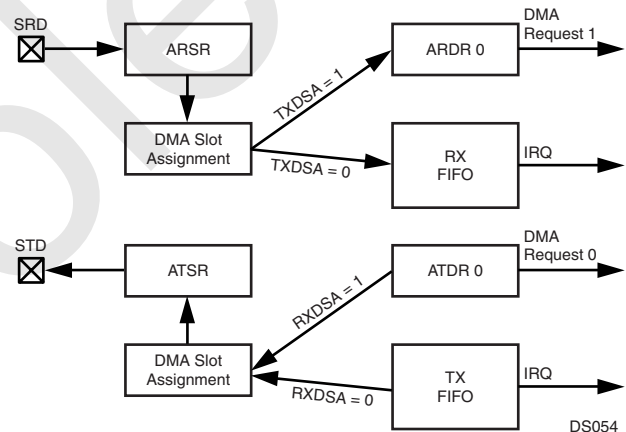 SRD
ARSR
TXDSA = 1
ARDR 0
DMA
Request 1
DMA Slot
Assignment
TXDSA = 0
RX
FIFO
IRQ
STD
ATSR
RXDSA = 1
ATDR 0
DMA
Request 0
DMA Slot
Assignment
RXDSA = 0
TX
FIFO
IRQ
DS054